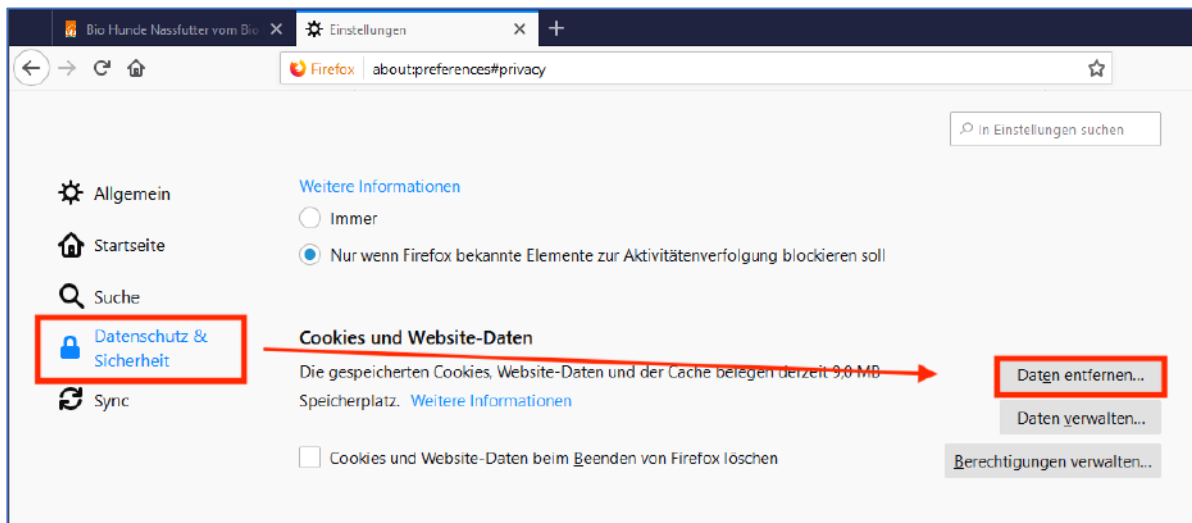 Bio Hunde Nassfutter vom Bio
Einstellungen
Firefox about:preferences#privacy
In Einstellungen suchen
Allgemein
Startseite
Suche
Datenschutz &
Sicherheit
Sync
Weitere Informationen
Immer
Nur wenn Firefox bekannte Elemente zur Aktivitätenverfolgung blockieren soll
Cookies und Website-Daten
Die gespeicherten Cookies, Website-Daten und der Cache belegen derzeit 9,0 MB
Speicherplatz. Weitere Informationen
Cookies und Website-Daten beim Beenden von Firefox löschen
Daten entfernen...
Daten verwalten...
Berechtigungen verwalten...